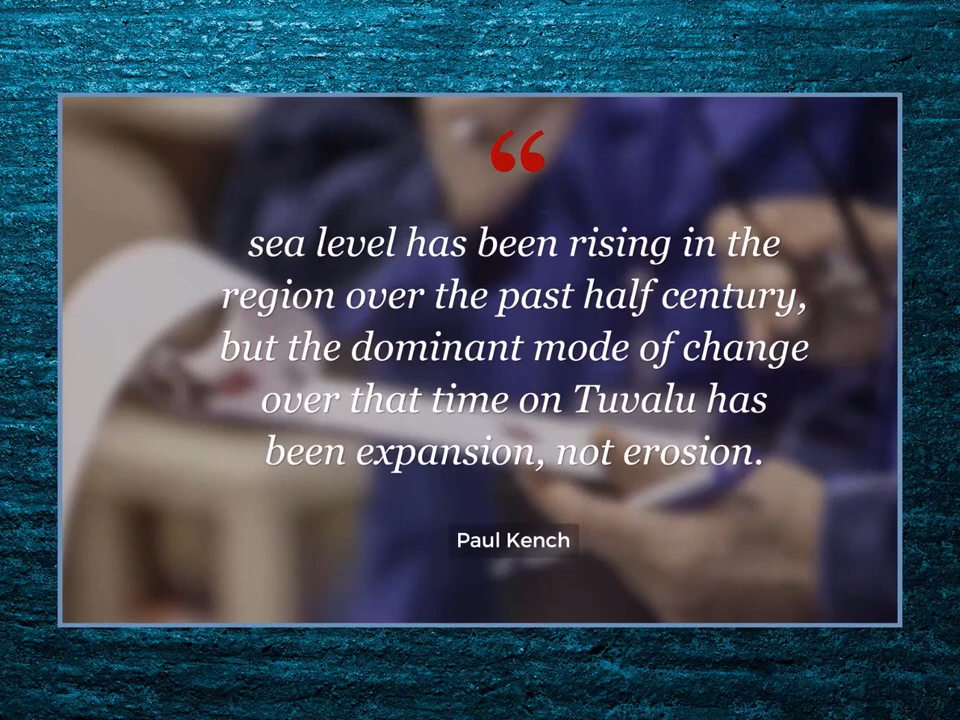 “
sea level has been rising in the
region over the past half century,
but the dominant mode of change
over that time on Tuvalu has
been expansion, not erosion.
Paul Kench